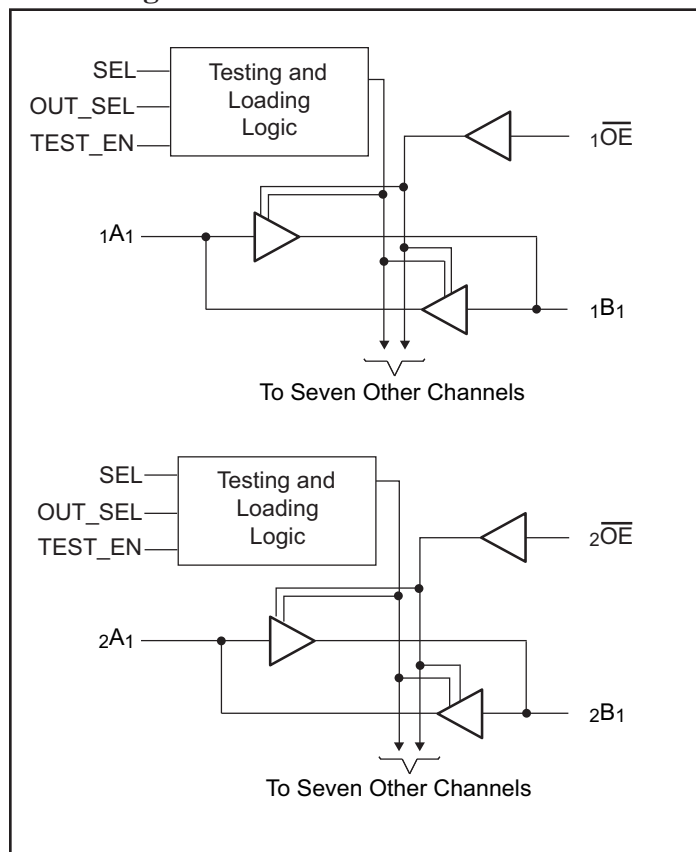 SEL
OUT_SEL
TEST_EN
Testing and
Loading
Logic
1OE
1A1
1B1
To Seven Other Channels
SEL
OUT_SEL
TEST_EN
Testing and
Loading
Logic
2OE
2A1
2B1
To Seven Other Channels